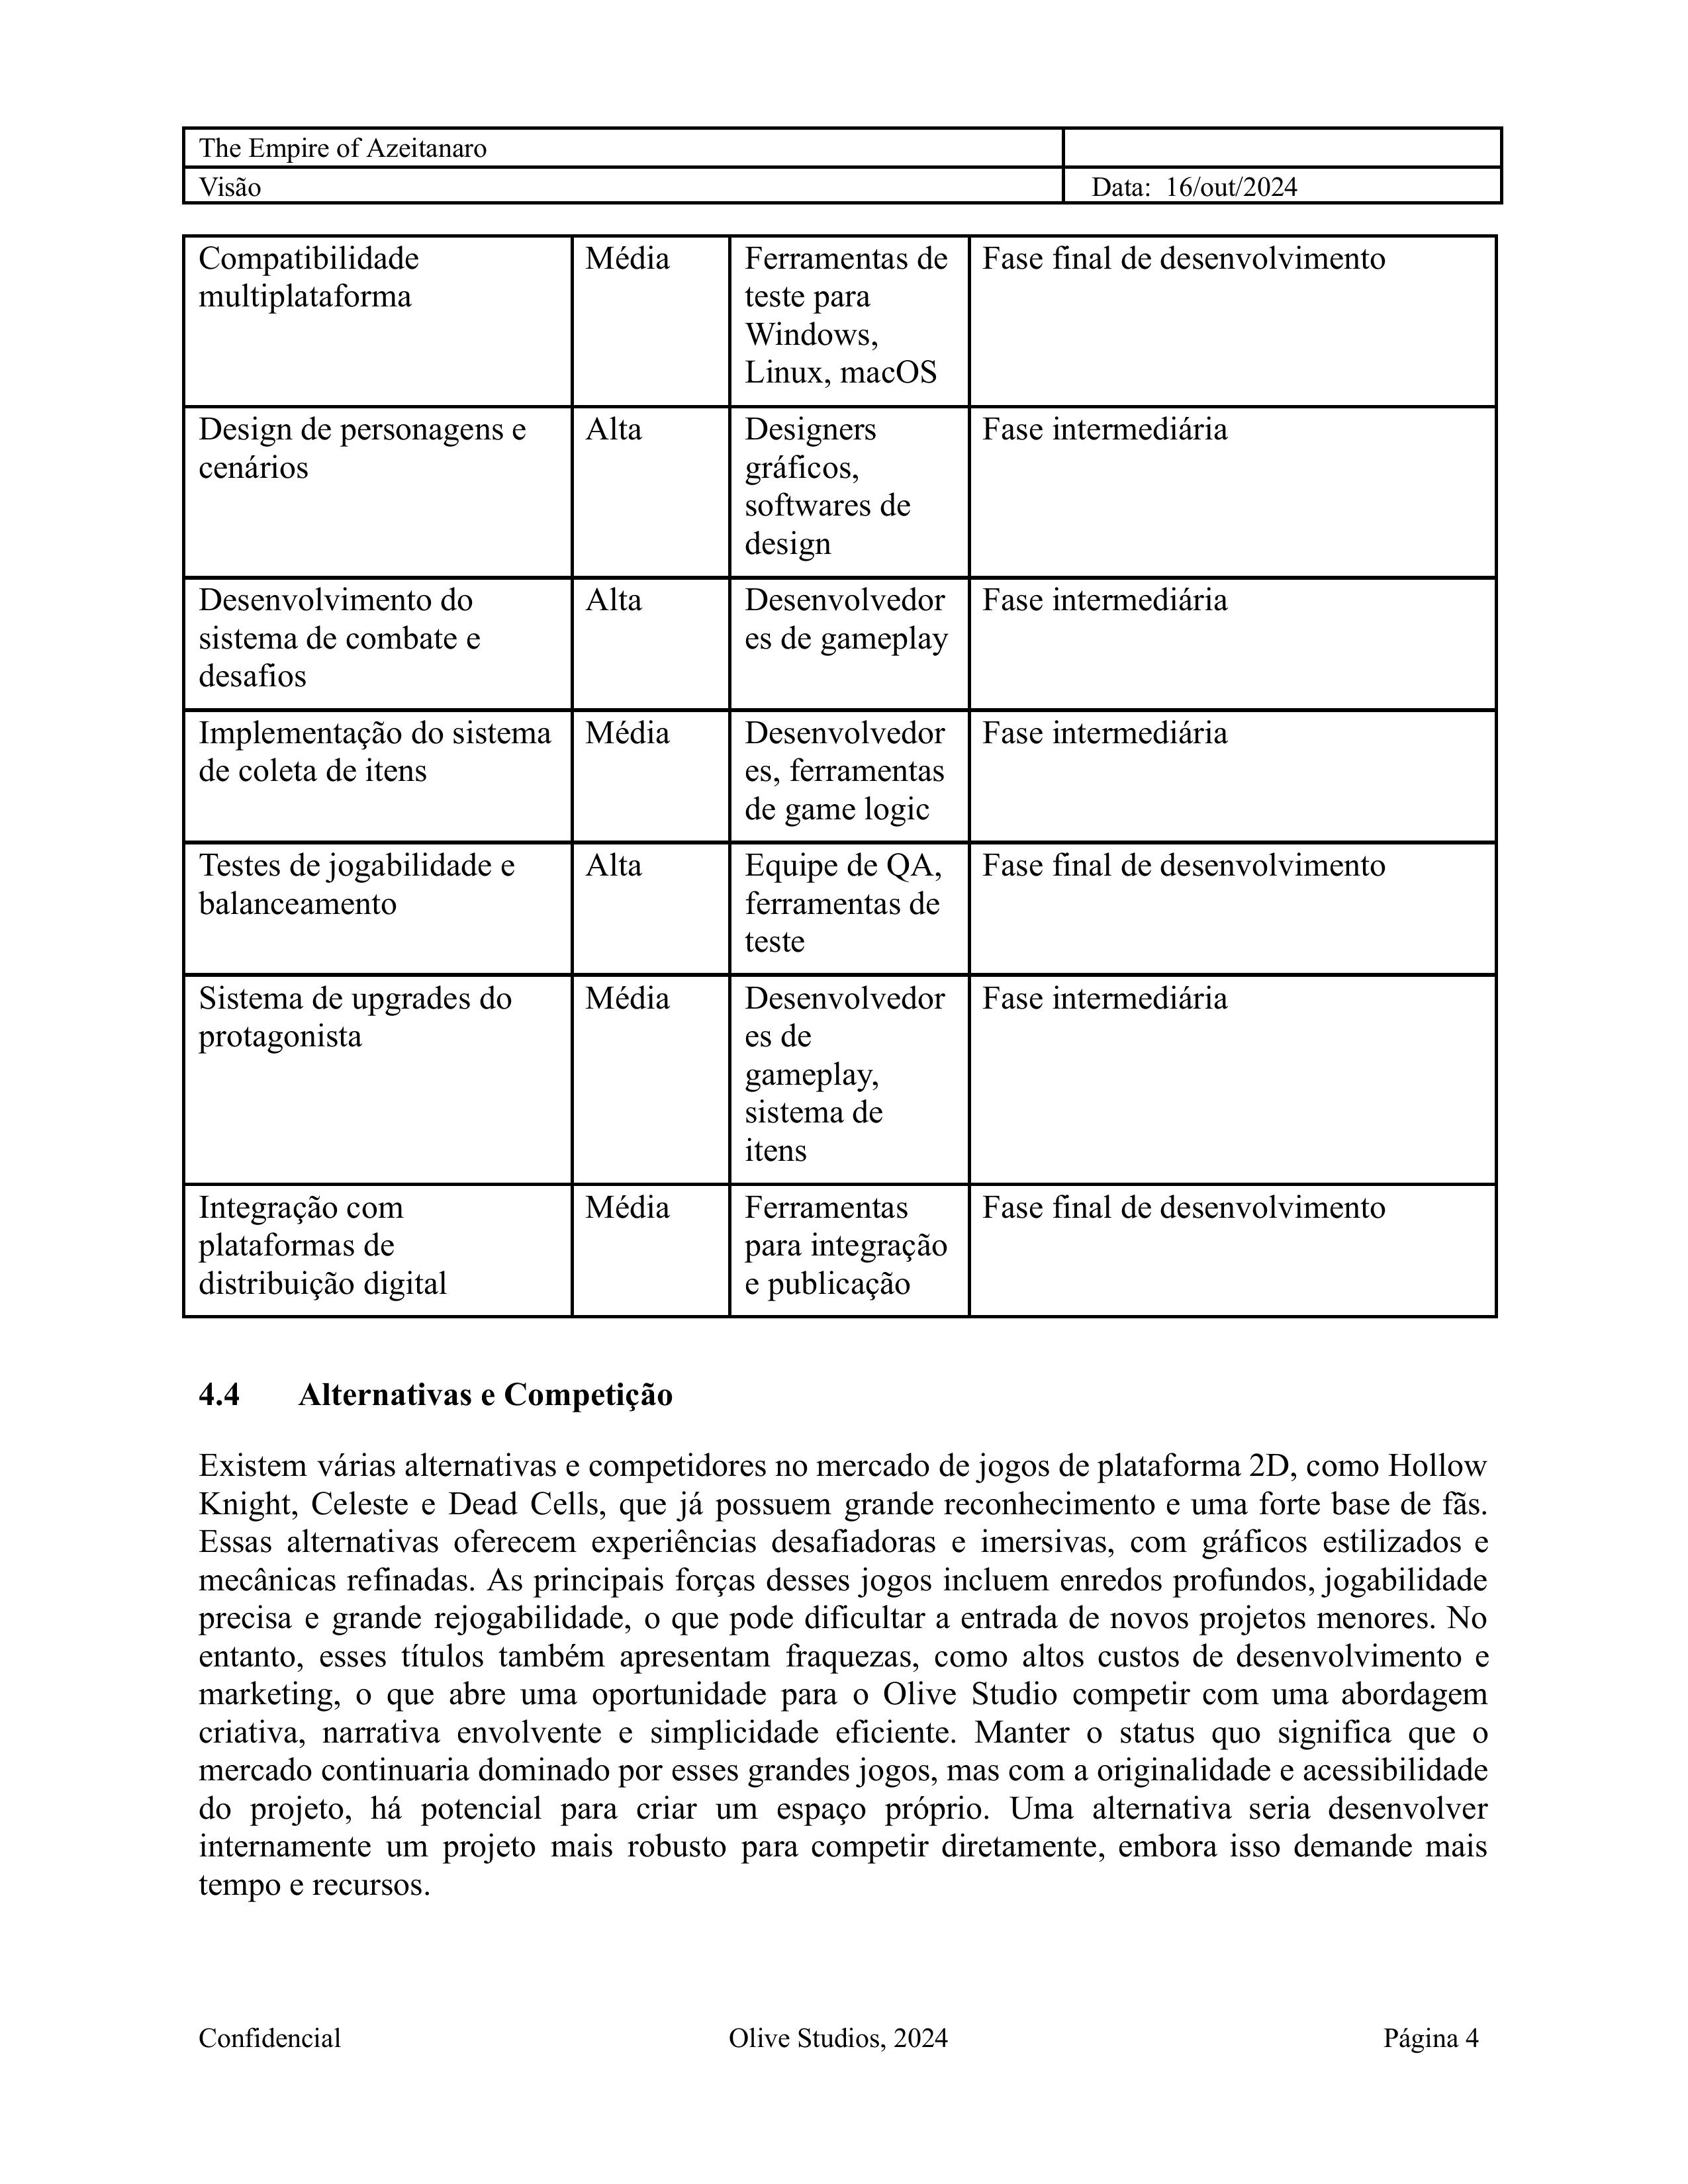 The Empire of Azeitanaro
Visão
Data: 16/out/2024
Compatibilidade
multiplataforma
Média
Ferramentas de
teste para
Windows,
Linux, macOS
Fase final de desenvolvimento
Design de personagens e
cenários
Alta
Designers
gráficos,
softwares de
design
Fase intermediária
Desenvolvimento do
sistema de combate e
desafios
Alta
Desenvolvedor
es de gameplay
Fase intermediária
Implementação do sistema
de coleta de itens
Média
Desenvolvedor
es, ferramentas
de game logic
Fase intermediária
Testes de jogabilidade e
balanceamento
Alta
Equipe de QA,
ferramentas de
teste
Fase final de desenvolvimento
Sistema de upgrades do
protagonista
Média
Desenvolvedor
es de
gameplay,
sistema de
itens
Fase intermediária
Integração com
plataformas de
distribuição digital
Média
Ferramentas
para integração
e publicação
Fase final de desenvolvimento
4.4 Alternativas e Competição
Existem várias alternativas e competidores no mercado de jogos de plataforma 2D, como Hollow
Knight, Celeste e Dead Cells, que já possuem grande reconhecimento e uma forte base de fãs.
Essas alternativas oferecem experiências desafiadoras e imersivas, com gráficos estilizados e
mecânicas refinadas. As principais forças desses jogos incluem enredos profundos, jogabilidade
precisa e grande rejogabilidade, o que pode dificultar a entrada de novos projetos menores. No
entanto, esses títulos também apresentam fraquezas, como altos custos de desenvolvimento e
marketing, o que abre uma oportunidade para o Olive Studio competir com uma abordagem
criativa, narrativa envolvente e simplicidade eficiente. Manter o status quo significa que o
mercado continuaria dominado por esses grandes jogos, mas com a originalidade e acessibilidade
do projeto, há potencial para criar um espaço próprio. Uma alternativa seria desenvolver
internamente um projeto mais robusto para competir diretamente, embora isso demande mais
tempo e recursos.
Confidencial
Olive Studios, 2024
Página 4